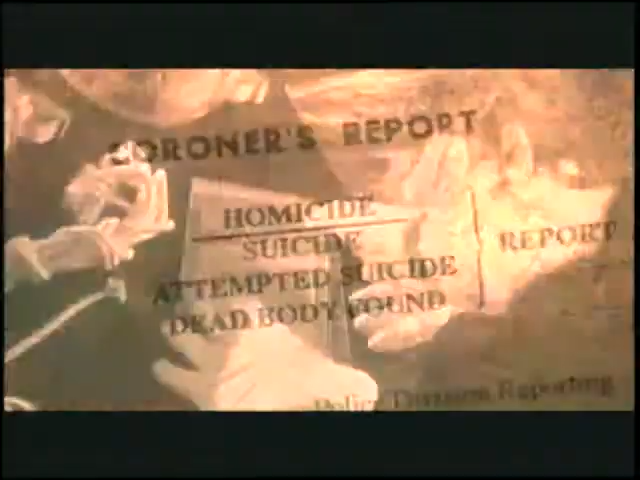 CORONER'S REPORT
HOMICIDE
SUICIDE
ATTEMPTED SUICIDE
DEAD BODY FOUND
REPORT
Police Division Reporting